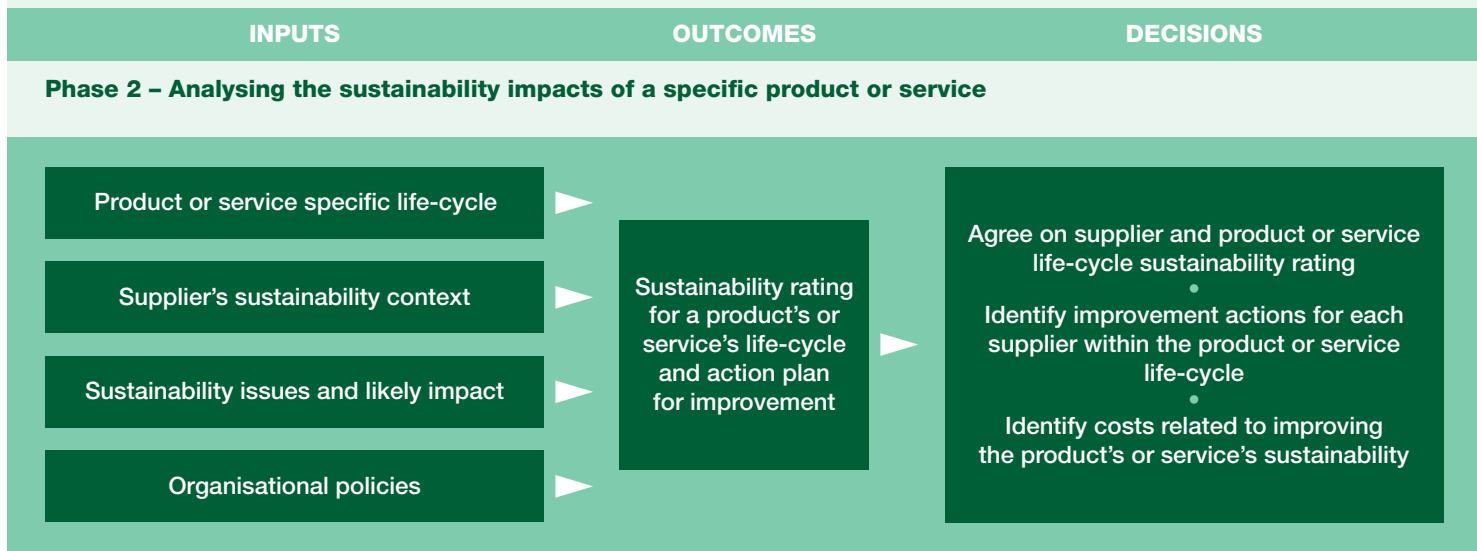 INPUTS
OUTCOMES
DECISIONS
Phase 2 – Analysing the sustainability impacts of a specific product or service
Product or service specific life-cycle
Supplier’s sustainability context
Sustainability issues and likely impact
Organisational policies
Sustainability rating
for a product’s or
service’s life-cycle
and action plan
for improvement
Agree on supplier and product or service
life-cycle sustainability rating
•
Identify improvement actions for each
supplier within the product or service
life-cycle
•
Identify costs related to improving
the product’s or service’s sustainability